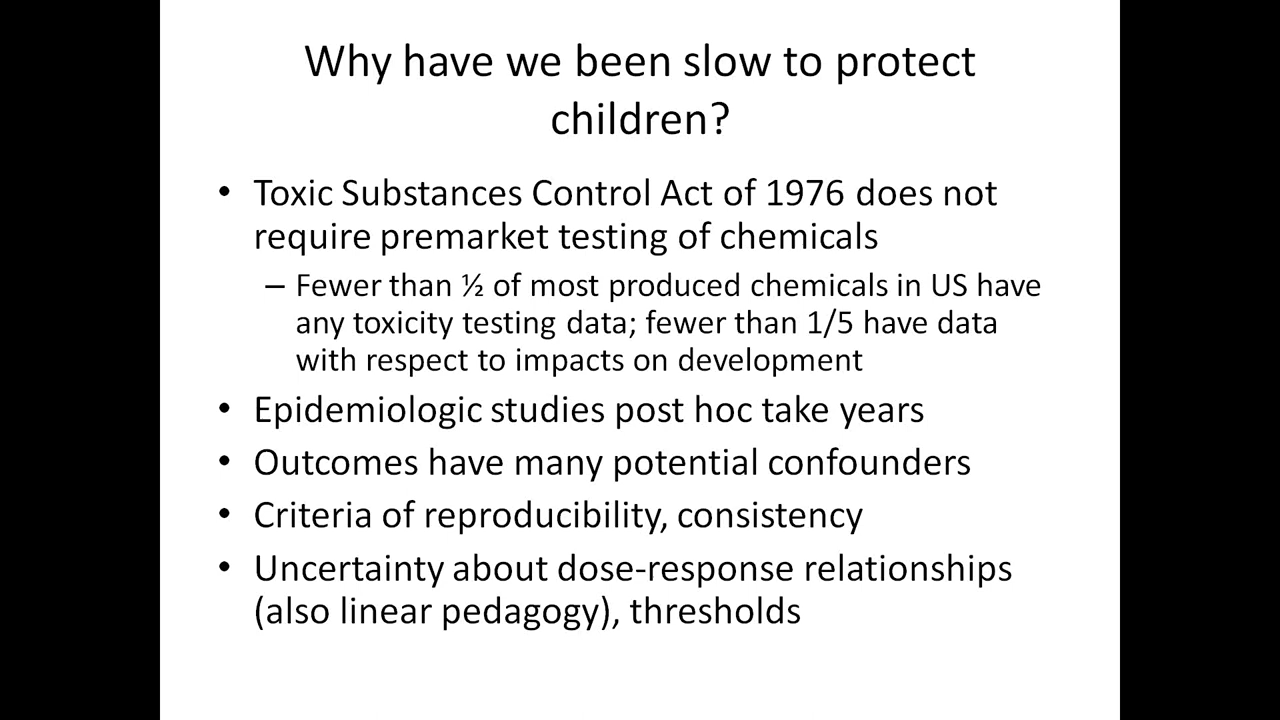 Why have we been slow to protect
children?
• Toxic Substances Control Act of 1976 does not
require premarket testing of chemicals
– Fewer than ½ of most produced chemicals in US have
any toxicity testing data; fewer than 1/5 have data
with respect to impacts on development
• Epidemiologic studies post hoc take years
• Outcomes have many potential confounders
• Criteria of reproducibility, consistency
• Uncertainty about dose-response relationships
(also linear pedagogy), thresholds